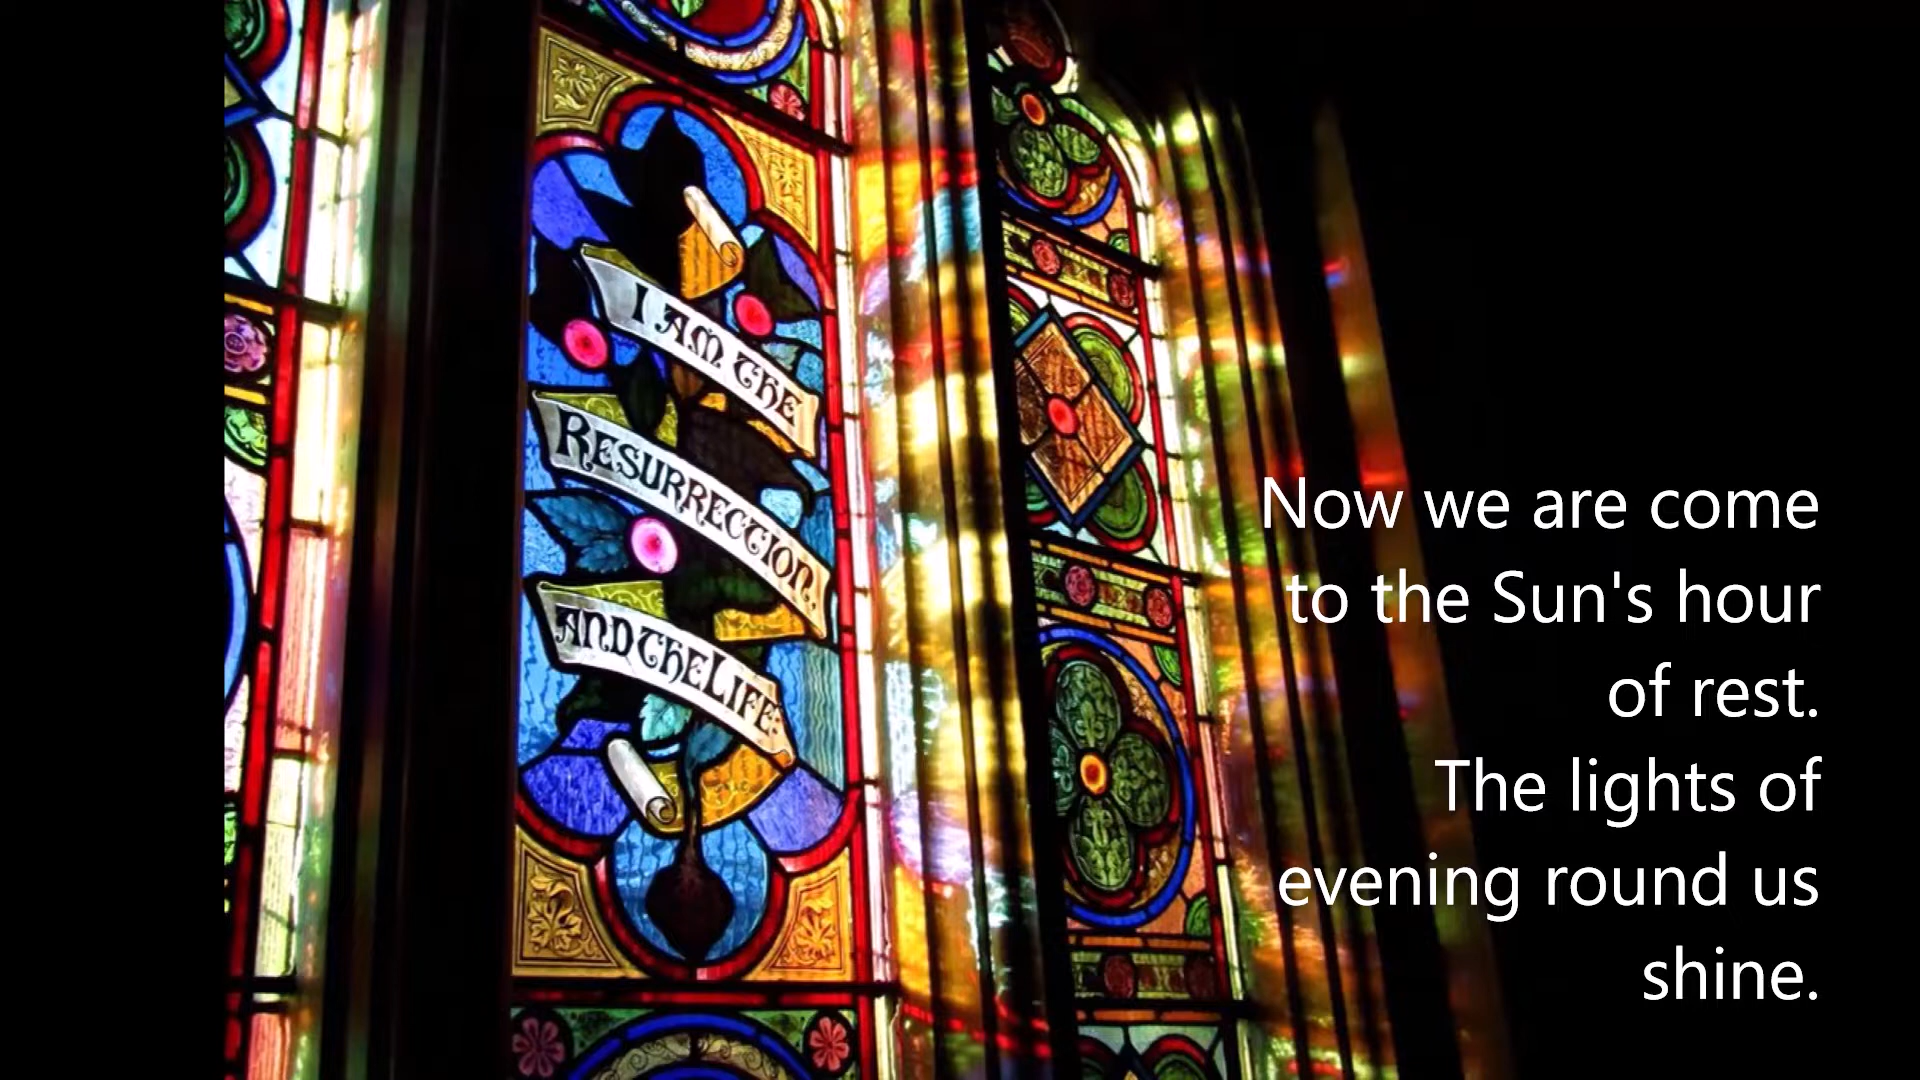 I AM THE
RESURRECTION,
AND THE LIFE:
Now we are come
to the Sun's hour
of rest.
The lights of
evening round us
shine.